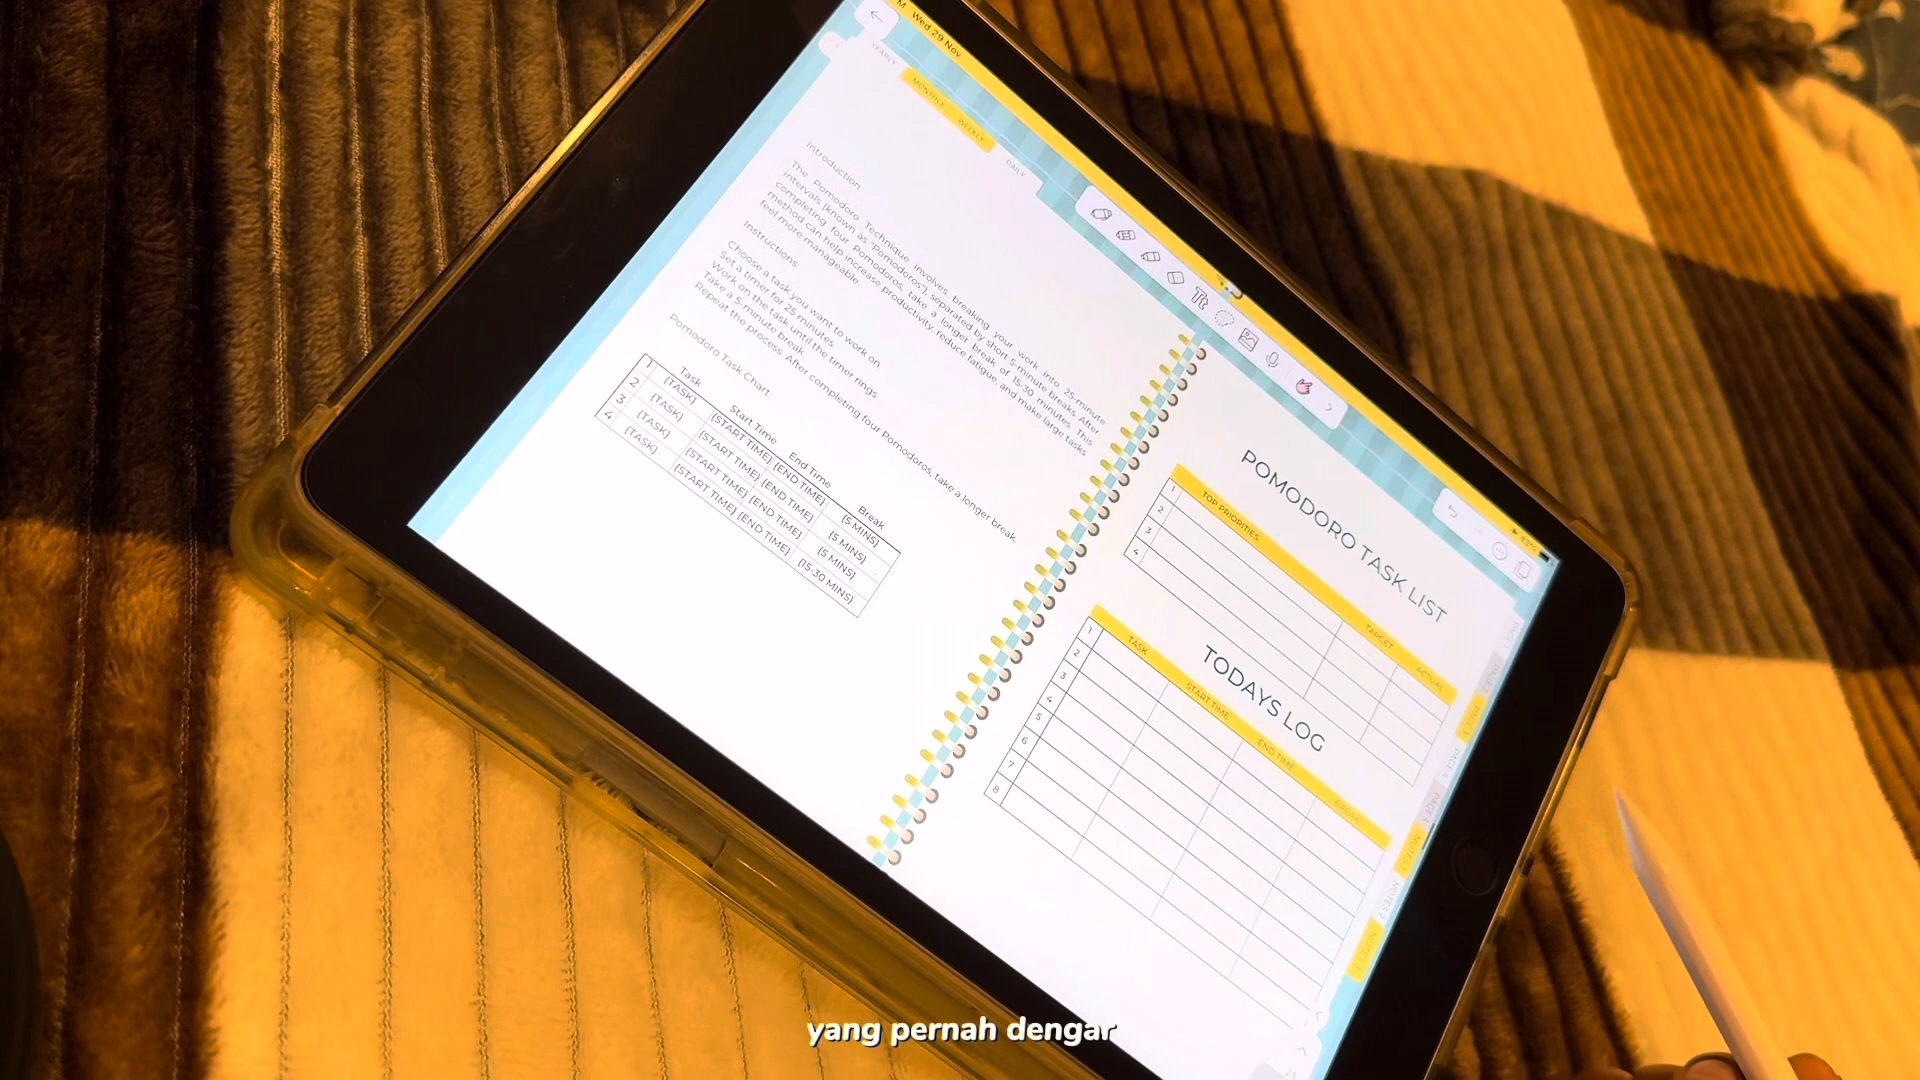 Wed 29 Nov
YEARLY
MONTHLY
WEEKLY
DAILY
Introduction
The Pomodoro Technique involves breaking your work into 25-minute
intervals (known as "Pomodoros"), separated by short 5-minute breaks. After
completing four Pomodoros, take a longer break of 15-30 minutes. This
method can help increase productivity, reduce fatigue, and make large tasks
feel more manageable.
Instructions:
Choose a task you want to work on
Set a timer for 25 minutes.
Work on the task until the timer rings
Take a 5-minute break.
Repeat the process. After completing four Pomodoros, take a longer break.
Pomodoro Task Chart
Task Start Time End Time Break
1 {TASK} {START TIME} {END TIME} {5 MINS}
2 {TASK} {START TIME} {END TIME} {5 MINS}
3 {TASK} {START TIME} {END TIME} {5 MINS}
4 {TASK} {START TIME} {END TIME} {15-30 MINS}
Tt
POMODORO TASK LIST
TOP PRIORITIES TARGET ACTUAL
1
2
3
4
TODAYS LOG
TASK START TIME END TIME BREAK
1
2
3
4
5
6
7
8
PAGE 4
NOTES 2
25
yang pernah dengar